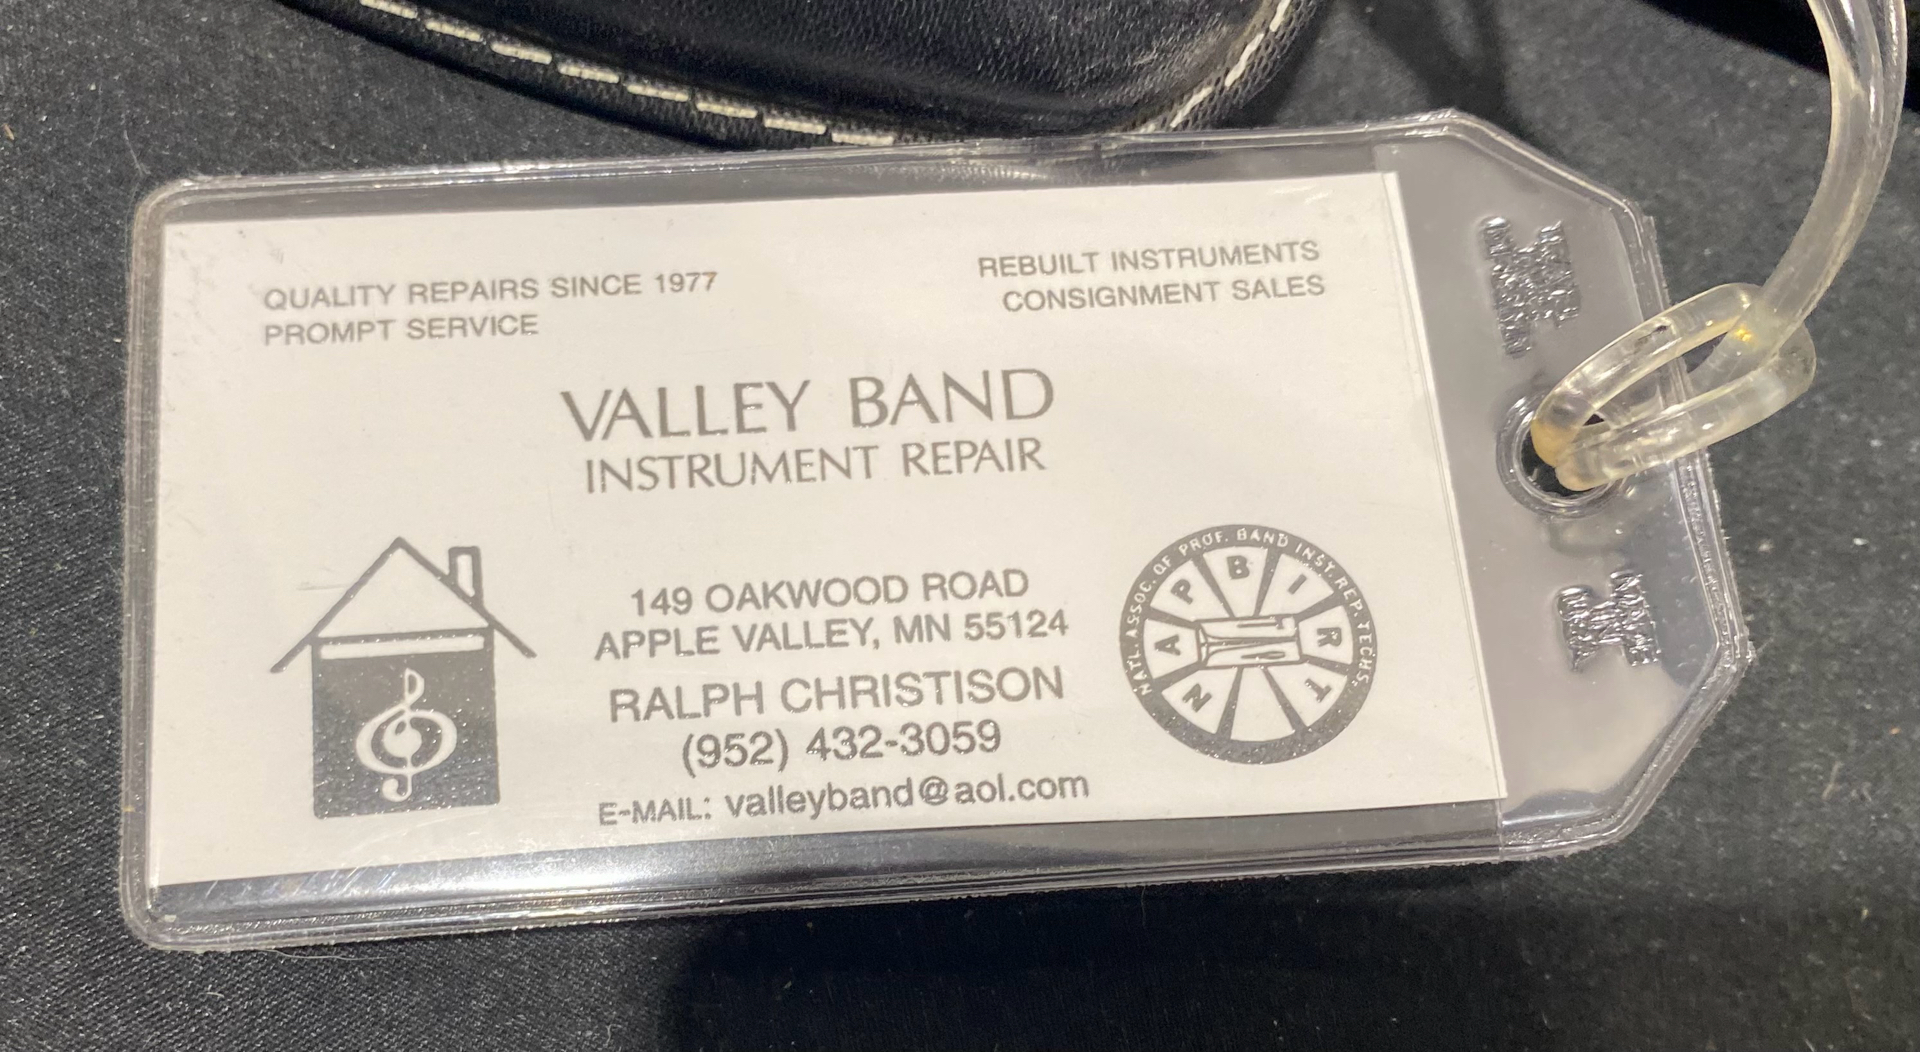 QUALITY REPAIRS SINCE 1977
PROMPT SERVICE
REBUILT INSTRUMENTS
CONSIGNMENT SALES
VALLEY BAND
INSTRUMENT REPAIR
149 OAKWOOD ROAD
APPLE VALLEY, MN 55124
RALPH CHRISTISON
(952) 432-3059
E-MAIL: valleyband@aol.com
NATL. ASSOC. OF PROF. BAND INST. REP. TECHS.
NAPBIRT